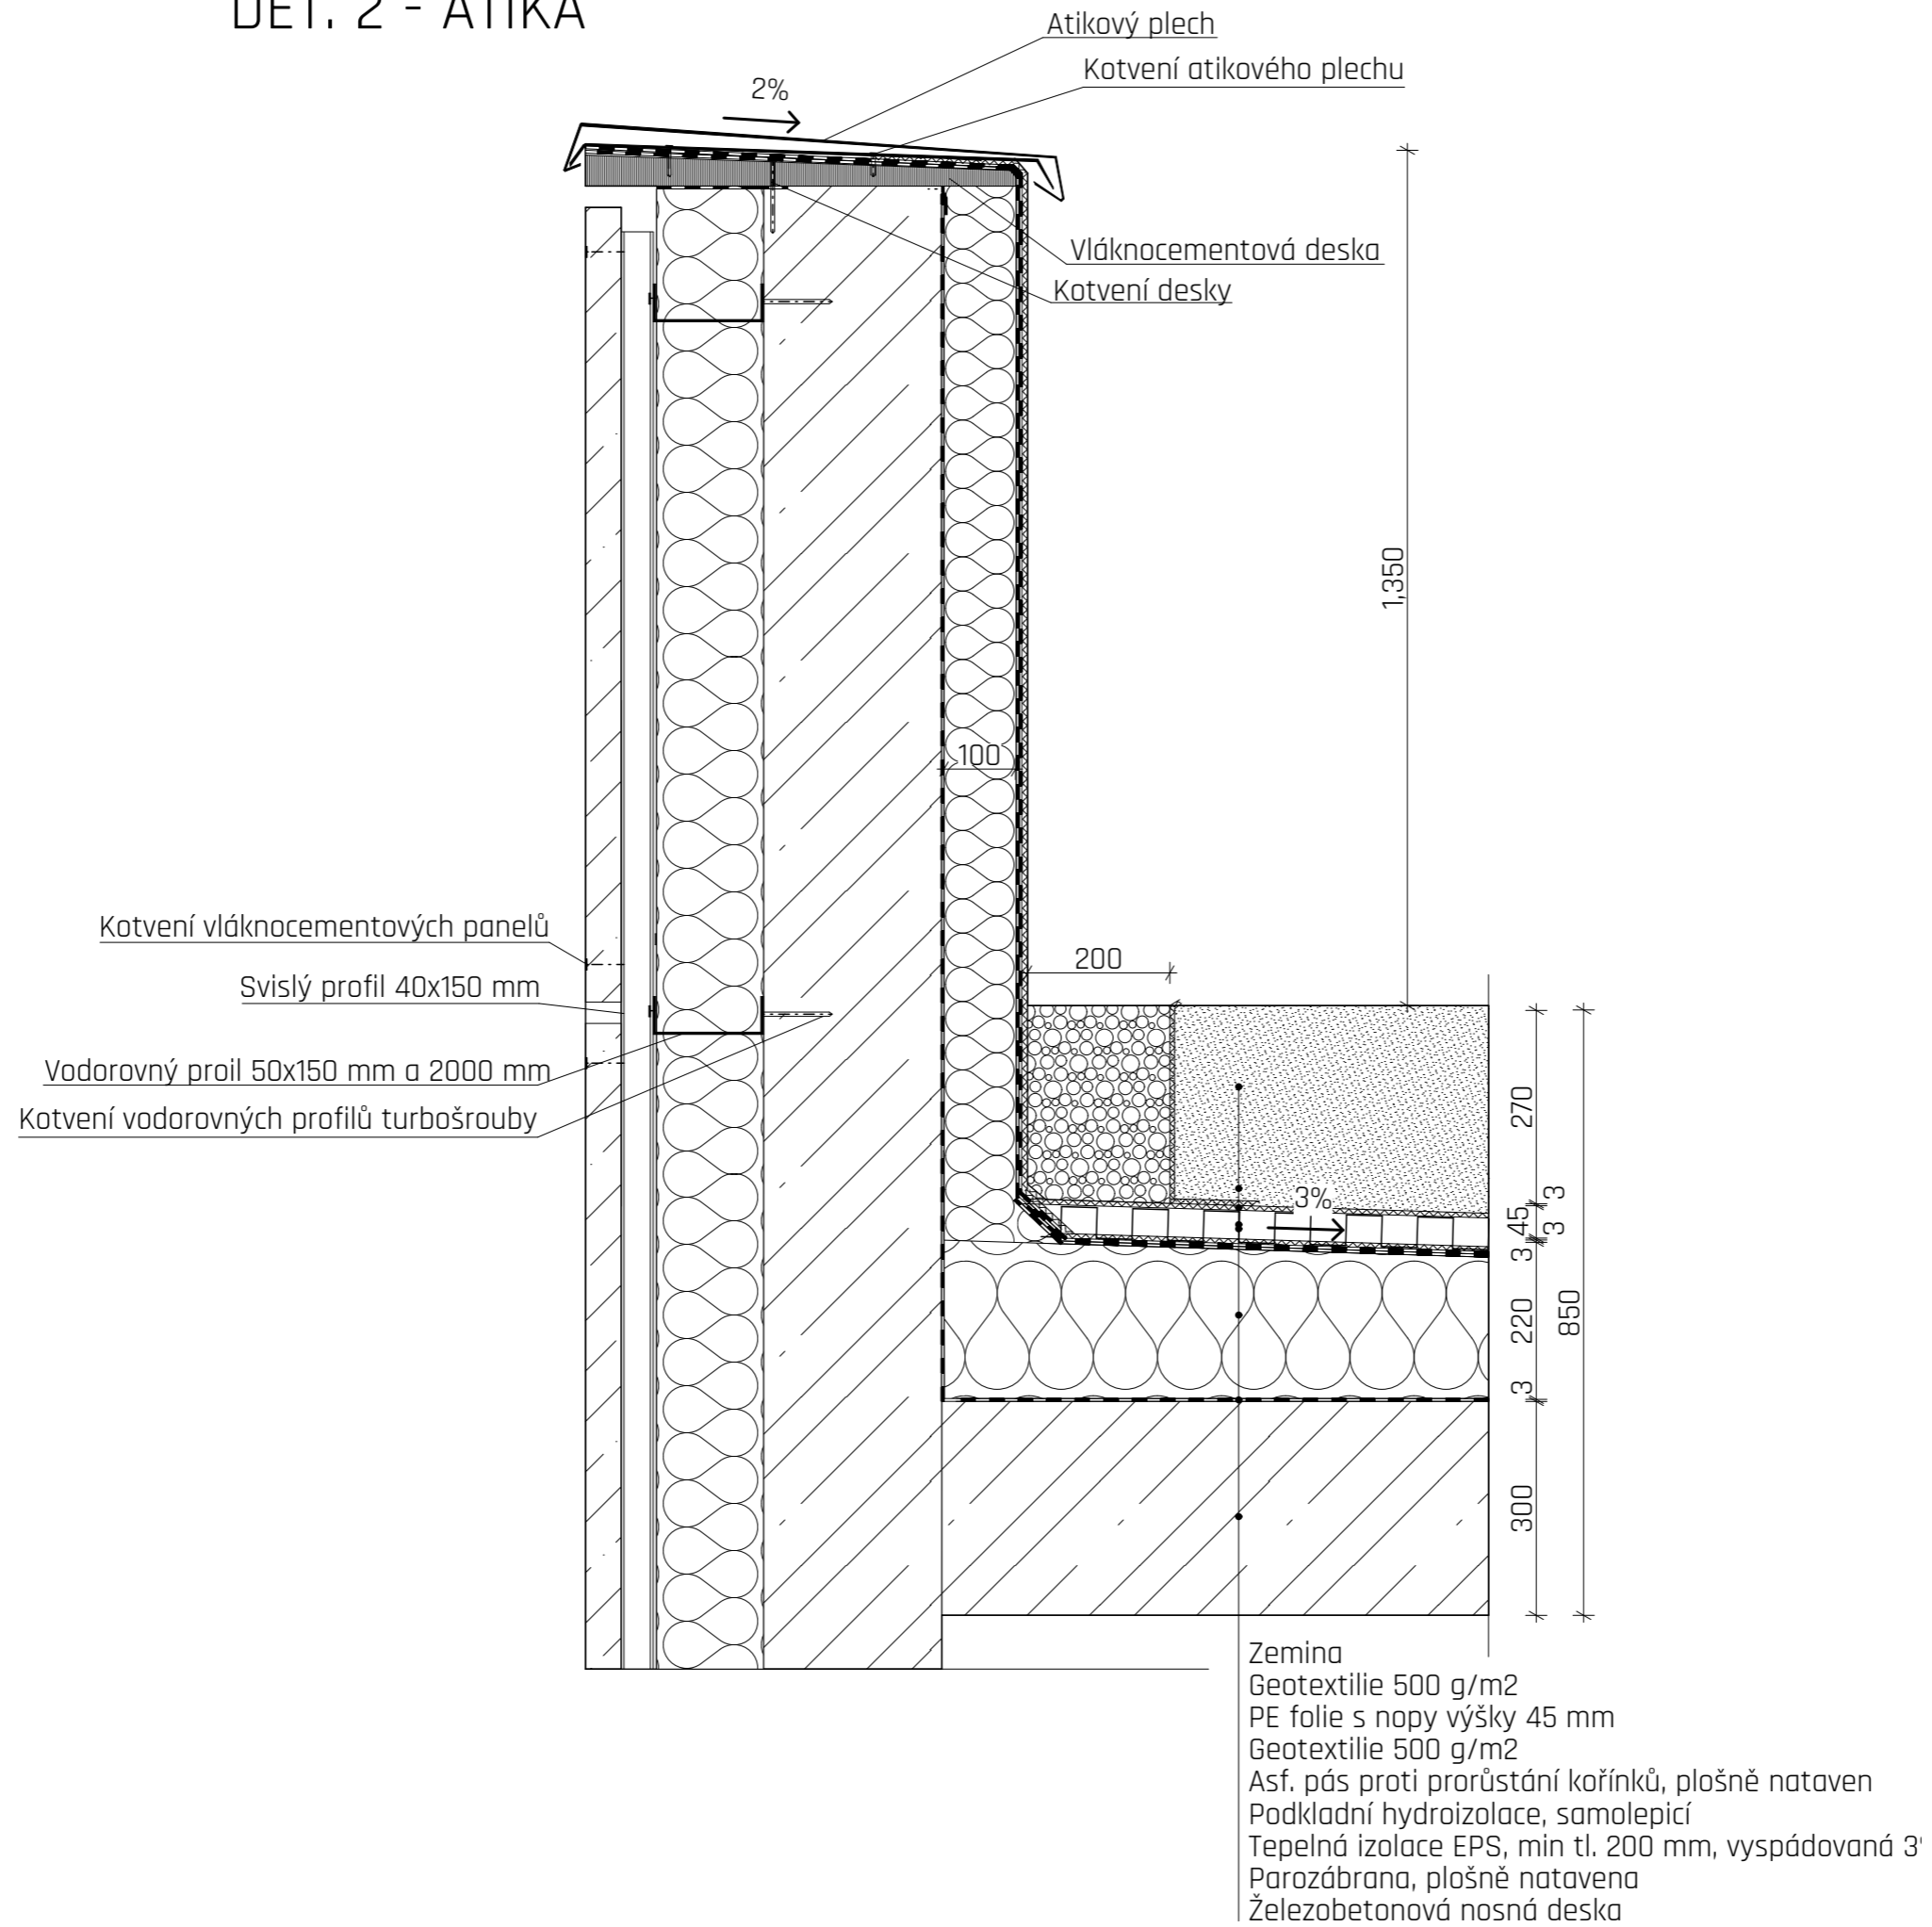 DET. 2 - ATIKA
Atikový plech
Kotvení atikového plechu
2%
Vláknocementová deska
Kotvení desky
1,350
100
Kotvení vláknocementových panelů
200
Svislý profil 40x150 mm
Vodorovný proil 50x150 mm a 2000 mm
Kotvení vodorovných profilů turbošrouby
270
3
3%
45
3
3
220
850
3
300
Zemina
Geotextilie 500 g/m2
PE folie s nopy výšky 45 mm
Geotextilie 500 g/m2
Asf. pás proti prorůstání kořínků, plošně nataven
Podkladní hydroizolace, samolepicí
Tepelná izolace EPS, min tl. 200 mm, vyspádovaná 3%
Parozábrana, plošně natavena
Železobetonová nosná deska